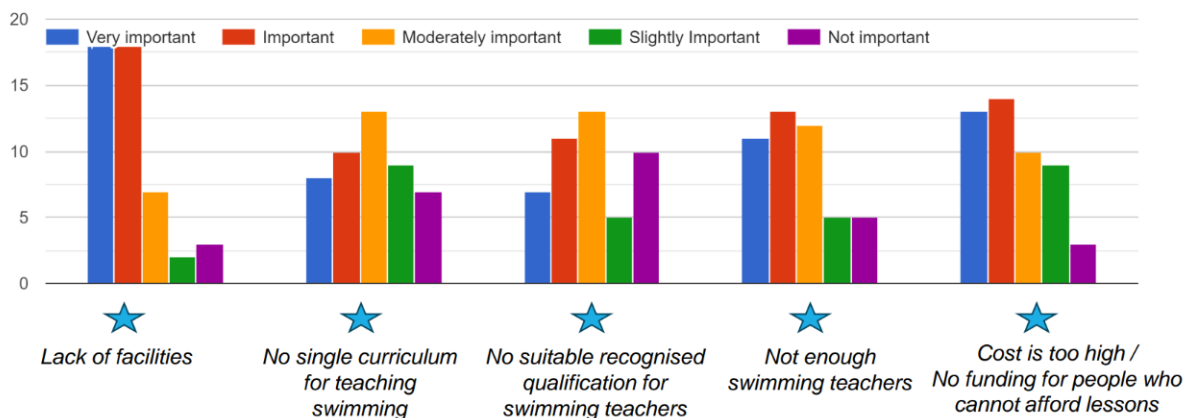 20
Very important
Important
Moderately important
Slightly Important
Not important
15
10
5
0
Lack of facilities
No single curriculum
for teaching
swimming
No suitable recognised
qualification for
swimming teachers
Not enough
swimming teachers
Cost is too high /
No funding for people who
cannot afford lessons